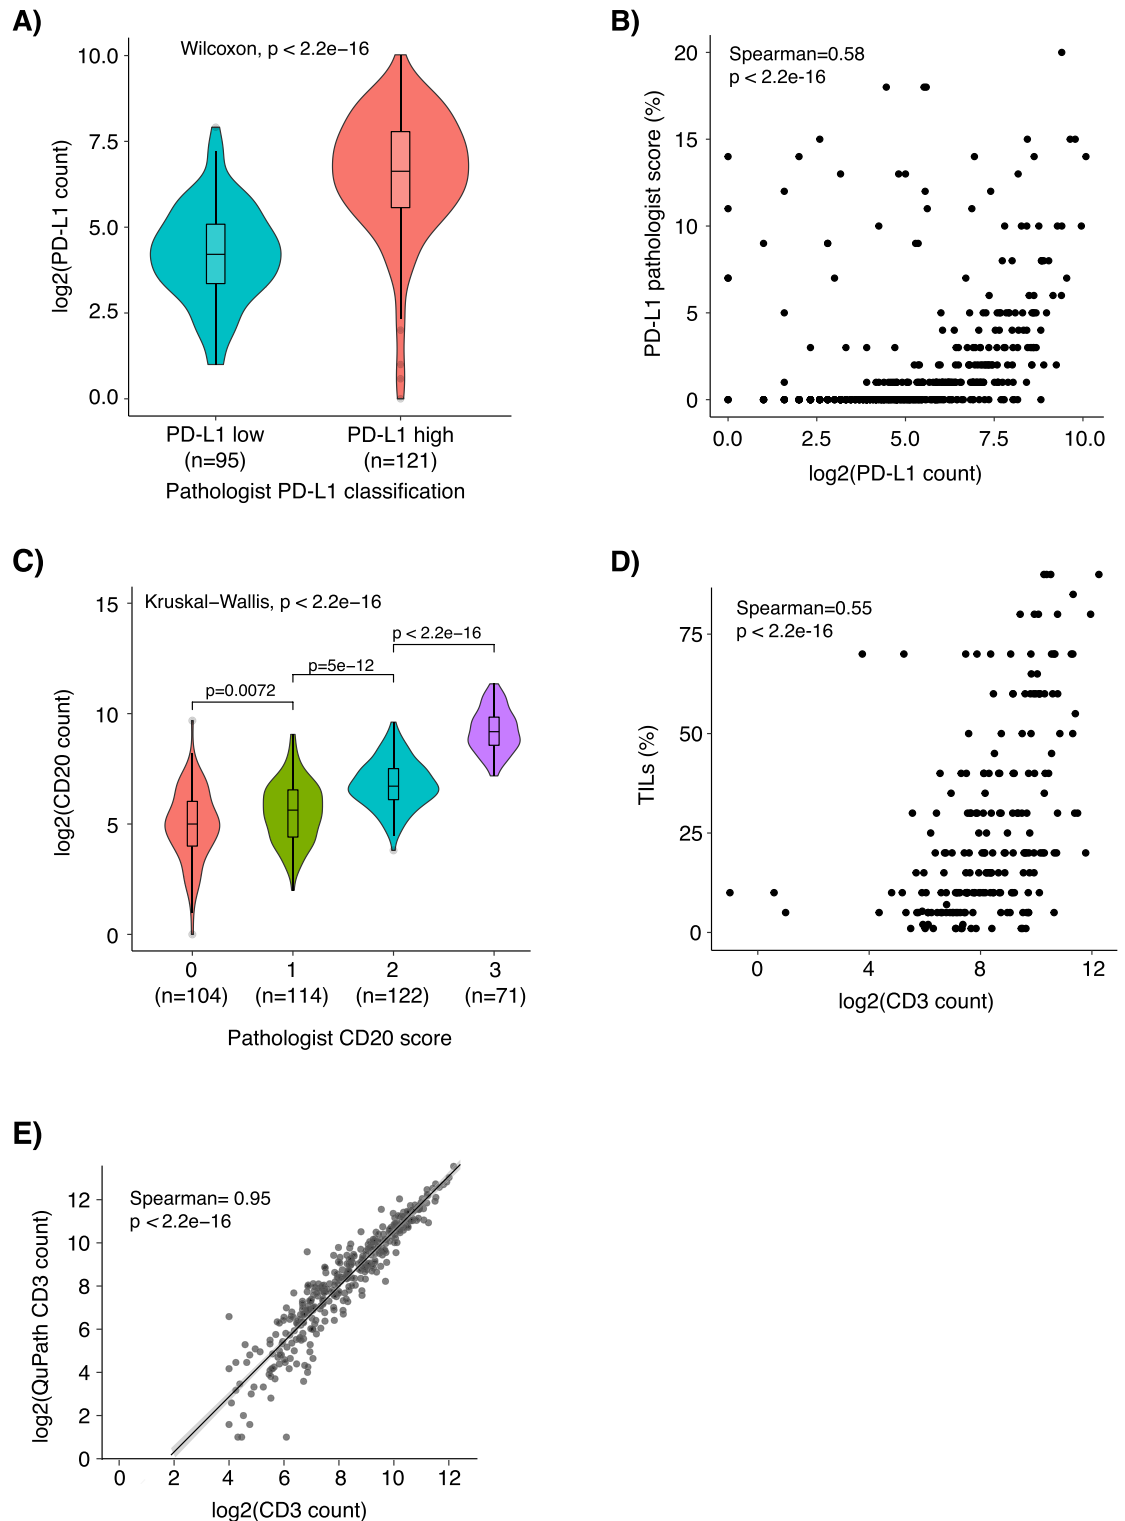 A)
Wilcoxon, p < 2.2e−16
10.0
7.5
5.0
2.5
0.0
log2(PD-L1 count)
PD-L1 low
(n=95)
PD-L1 high
(n=121)
Pathologist PD-L1 classification
B)
Spearman=0.58
p < 2.2e-16
20
15
10
5
0
PD-L1 pathologist score (%)
0.0 2.5 5.0 7.5 10.0
log2(PD-L1 count)
C)
Kruskal−Wallis, p < 2.2e−16
p < 2.2e−16
p=5e−12
p=0.0072
15
10
5
0
log2(CD20 count)
0 1 2 3
(n=104) (n=114) (n=122) (n=71)
Pathologist CD20 score
D)
Spearman=0.55
p < 2.2e-16
75
50
25
0
TILs (%)
0 4 8 12
log2(CD3 count)
E)
Spearman= 0.95
p < 2.2e−16
12
10
8
6
4
2
0
log2(QuPath CD3 count)
0 2 4 6 8 10 12
log2(CD3 count)